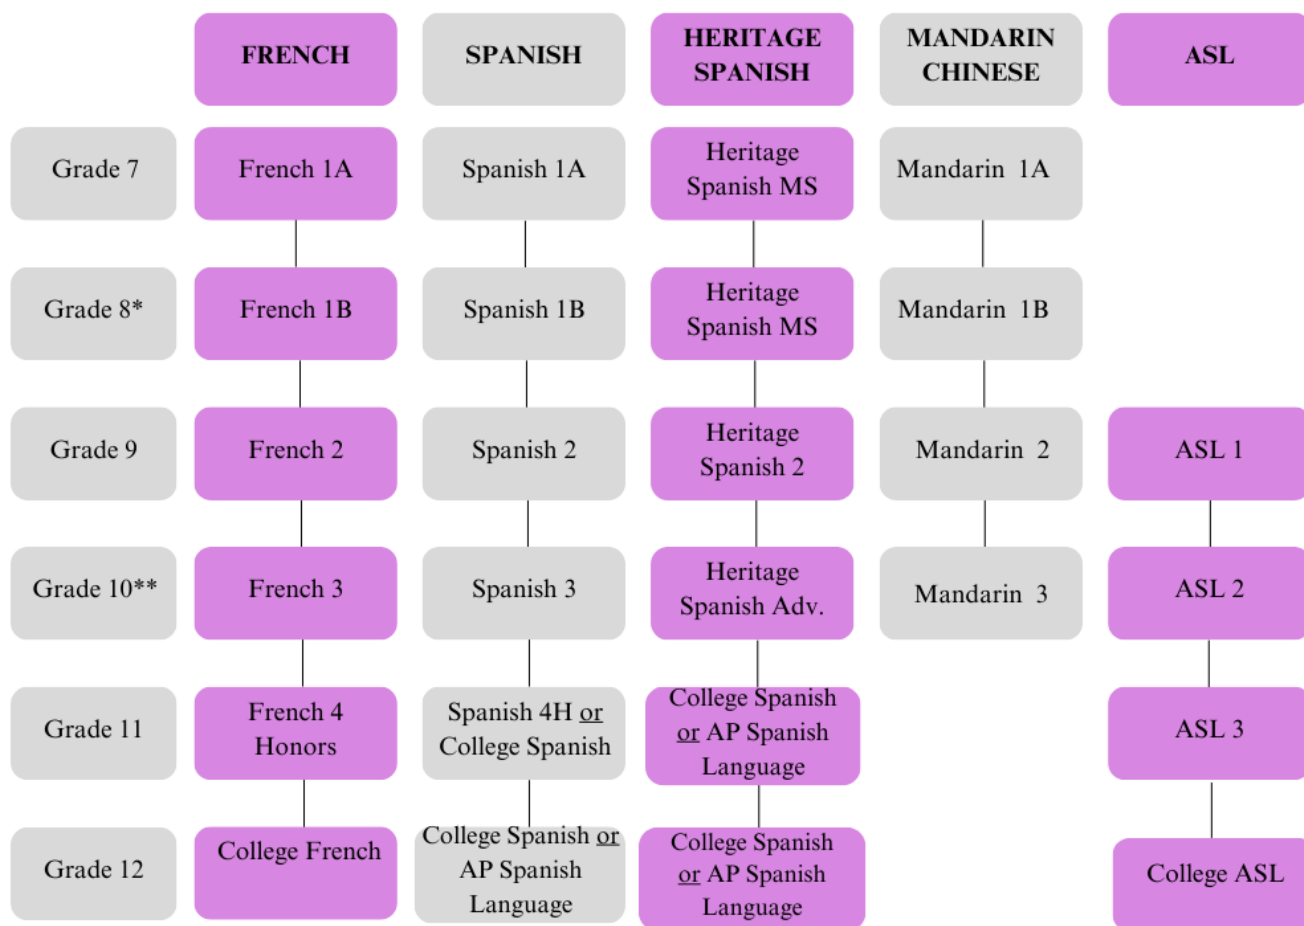 FRENCH
SPANISH
HERITAGE
SPANISH
MANDARIN
CHINESE
ASL
Grade 7
French 1A
Spanish 1A
Heritage
Spanish MS
Mandarin 1A
Grade 8*
French 1B
Spanish 1B
Heritage
Spanish MS
Mandarin 1B
Grade 9
French 2
Spanish 2
Heritage
Spanish 2
Mandarin 2
ASL 1
Grade 10**
French 3
Spanish 3
Heritage
Spanish Adv.
Mandarin 3
ASL 2
Grade 11
French 4
Honors
Spanish 4H or
College Spanish
College Spanish
or AP Spanish
Language
ASL 3
Grade 12
College French
College Spanish or
AP Spanish
Language
College Spanish
or AP Spanish
Language
College ASL